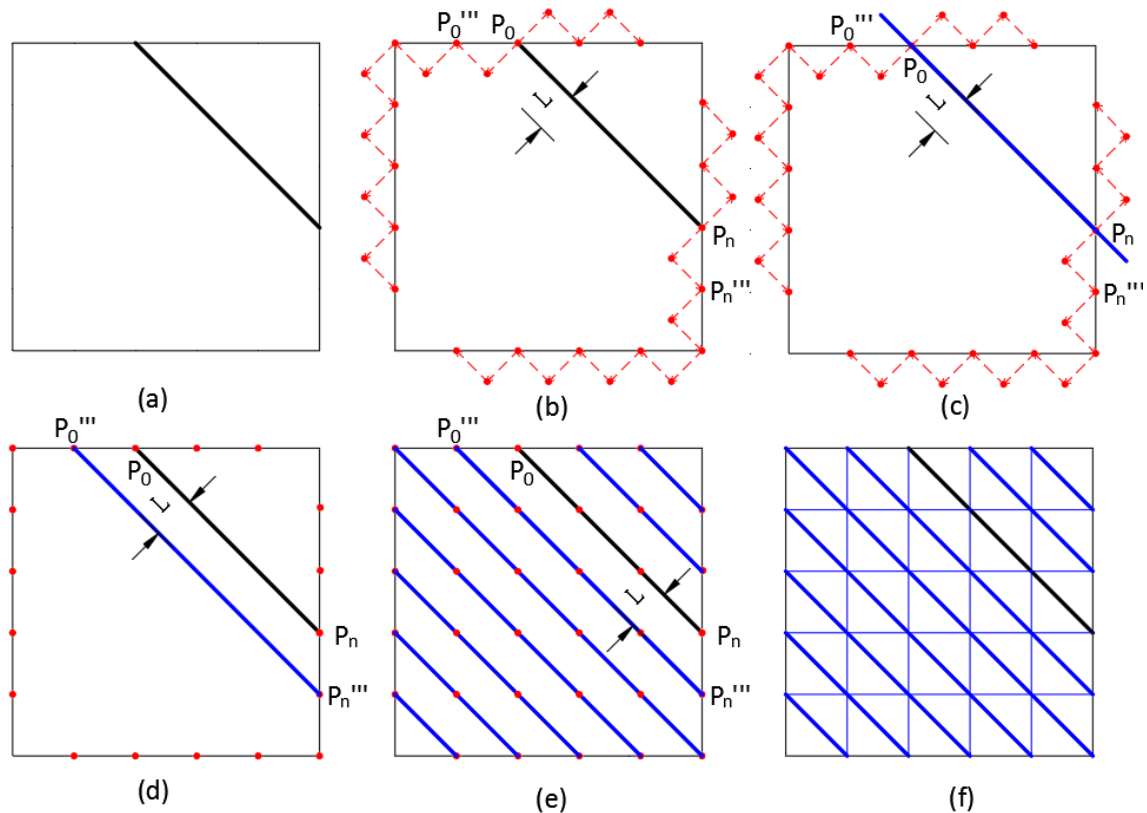 P₀''' P₀
L
Pₙ
Pₙ'''
(a)
(b)
P₀'''
P₀
L
Pₙ
Pₙ'''
(c)
P₀'''
P₀
L
Pₙ
Pₙ'''
(d)
P₀'''
P₀
L
Pₙ
Pₙ'''
(e)
(f)